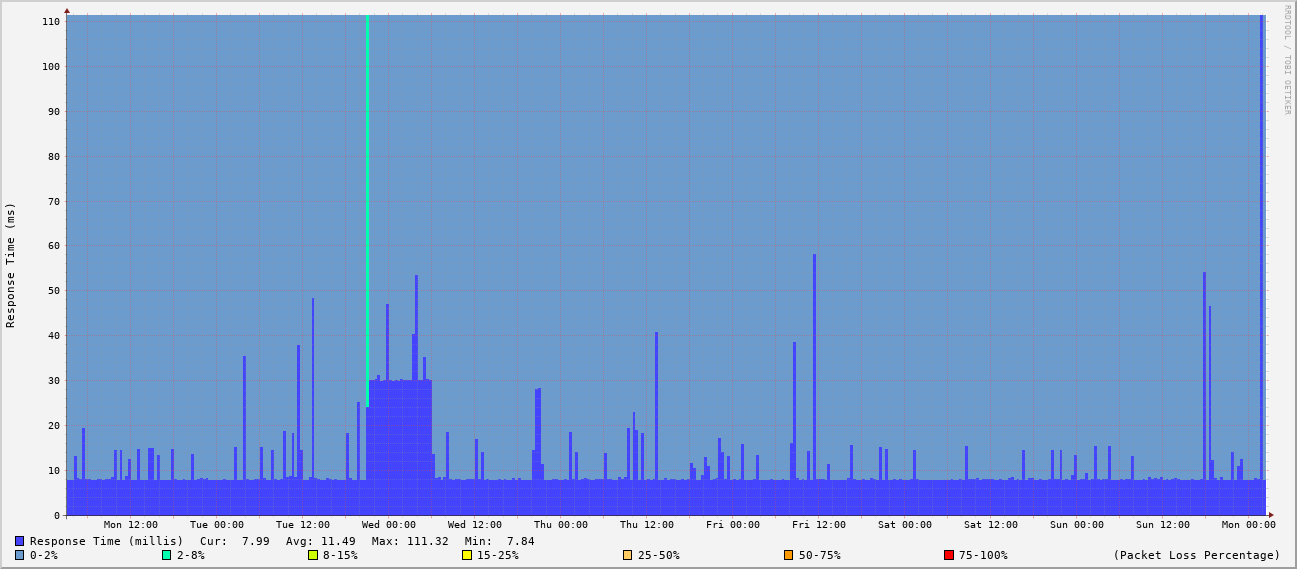 RRDTOOL / TOBI OETIKER
Response Time (ms)
110
100
90
80
70
60
50
40
30
20
10
0
Mon 12:00 Tue 00:00 Tue 12:00 Wed 00:00 Wed 12:00 Thu 00:00 Thu 12:00 Fri 00:00 Fri 12:00 Sat 00:00 Sat 12:00 Sun 00:00 Sun 12:00 Mon 00:00
Response Time (millis) Cur: 7.99 Avg: 11.49 Max: 111.32 Min: 7.84
0-2% 2-8% 8-15% 15-25% 25-50% 50-75% 75-100% (Packet Loss Percentage)